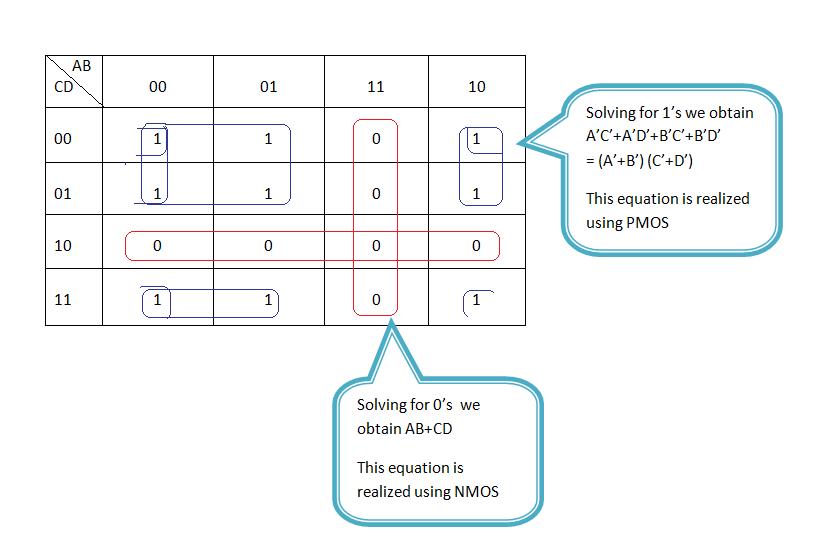 AB
CD 00 01 11 10
00 1 1 0 1
01 1 1 0 1
10 0 0 0 0
11 1 1 0 1
Solving for 1’s we obtain
A’C’+A’D’+B’C’+B’D’
= (A’+B’) (C’+D’)
This equation is realized
using PMOS
Solving for 0’s we
obtain AB+CD
This equation is
realized using NMOS